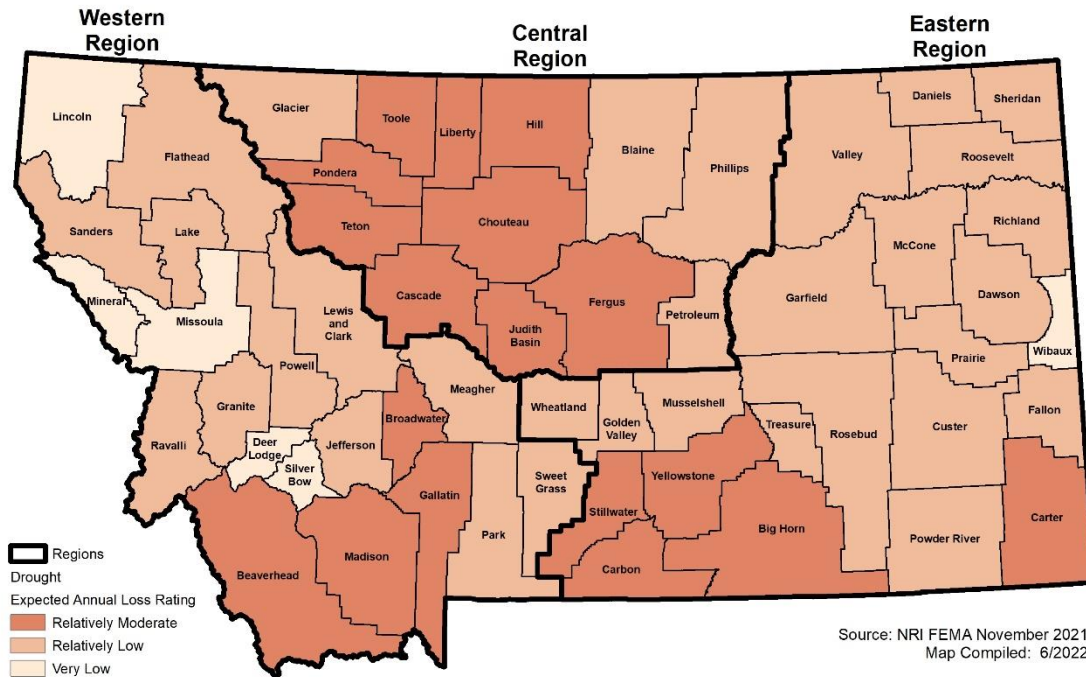 Western
Region
Central
Region
Eastern
Region
Lincoln
Flathead
Glacier
Toole
Liberty
Hill
Blaine
Phillips
Valley
Daniels
Sheridan
Roosevelt
Sanders
Lake
Pondera
Teton
Chouteau
Richland
McCone
Mineral
Missoula
Lewis
and
Clark
Cascade
Judith
Basin
Fergus
Petroleum
Garfield
Dawson
Wibaux
Prairie
Powell
Granite
Ravalli
Deer
Lodge
Silver
Bow
Jefferson
Broadwater
Meagher
Wheatland
Golden
Valley
Musselshell
Treasure
Rosebud
Custer
Fallon
Beaverhead
Madison
Gallatin
Park
Sweet
Grass
Stillwater
Yellowstone
Carbon
Big Horn
Powder River
Carter
Regions
Drought
Expected Annual Loss Rating
Relatively Moderate
Relatively Low
Very Low
Source: NRI FEMA November 2021
Map Compiled: 6/2022